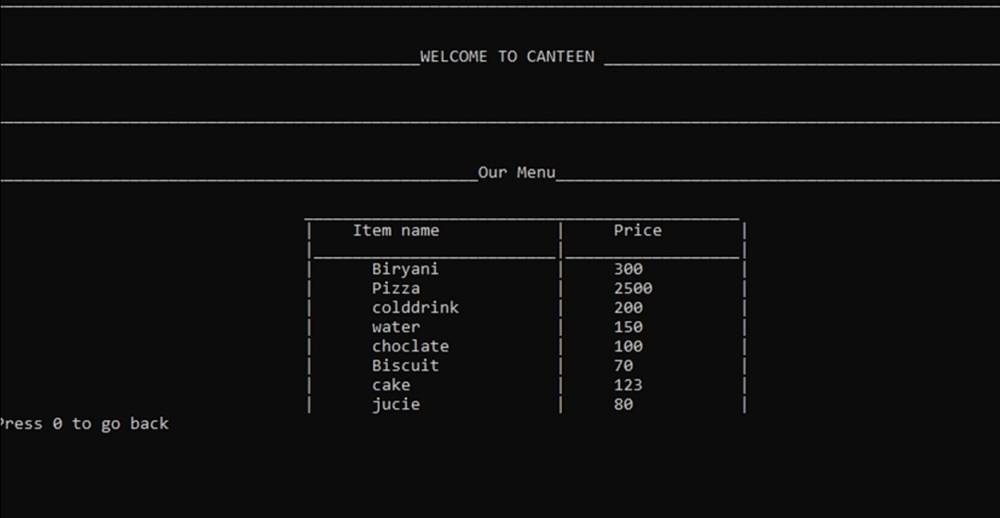 WELCOME TO CANTEEN
Our Menu
Item name Price
Biryani 300
Pizza 2500
colddrink 200
water 150
choclate 100
Biscuit 70
cake 123
jucie 80
Press 0 to go back